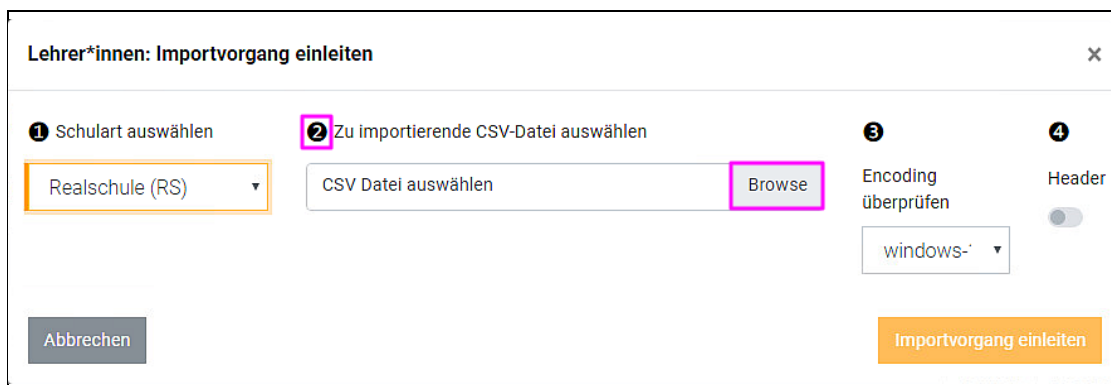 Lehrer*innen: Importvorgang einleiten ×
❶ Schulart auswählen
Realschule (RS)
❷ Zu importierende CSV-Datei auswählen
CSV Datei auswählen Browse
❸
Encoding
überprüfen
windows-
❹
Header
Abbrechen
Importvorgang einleiten